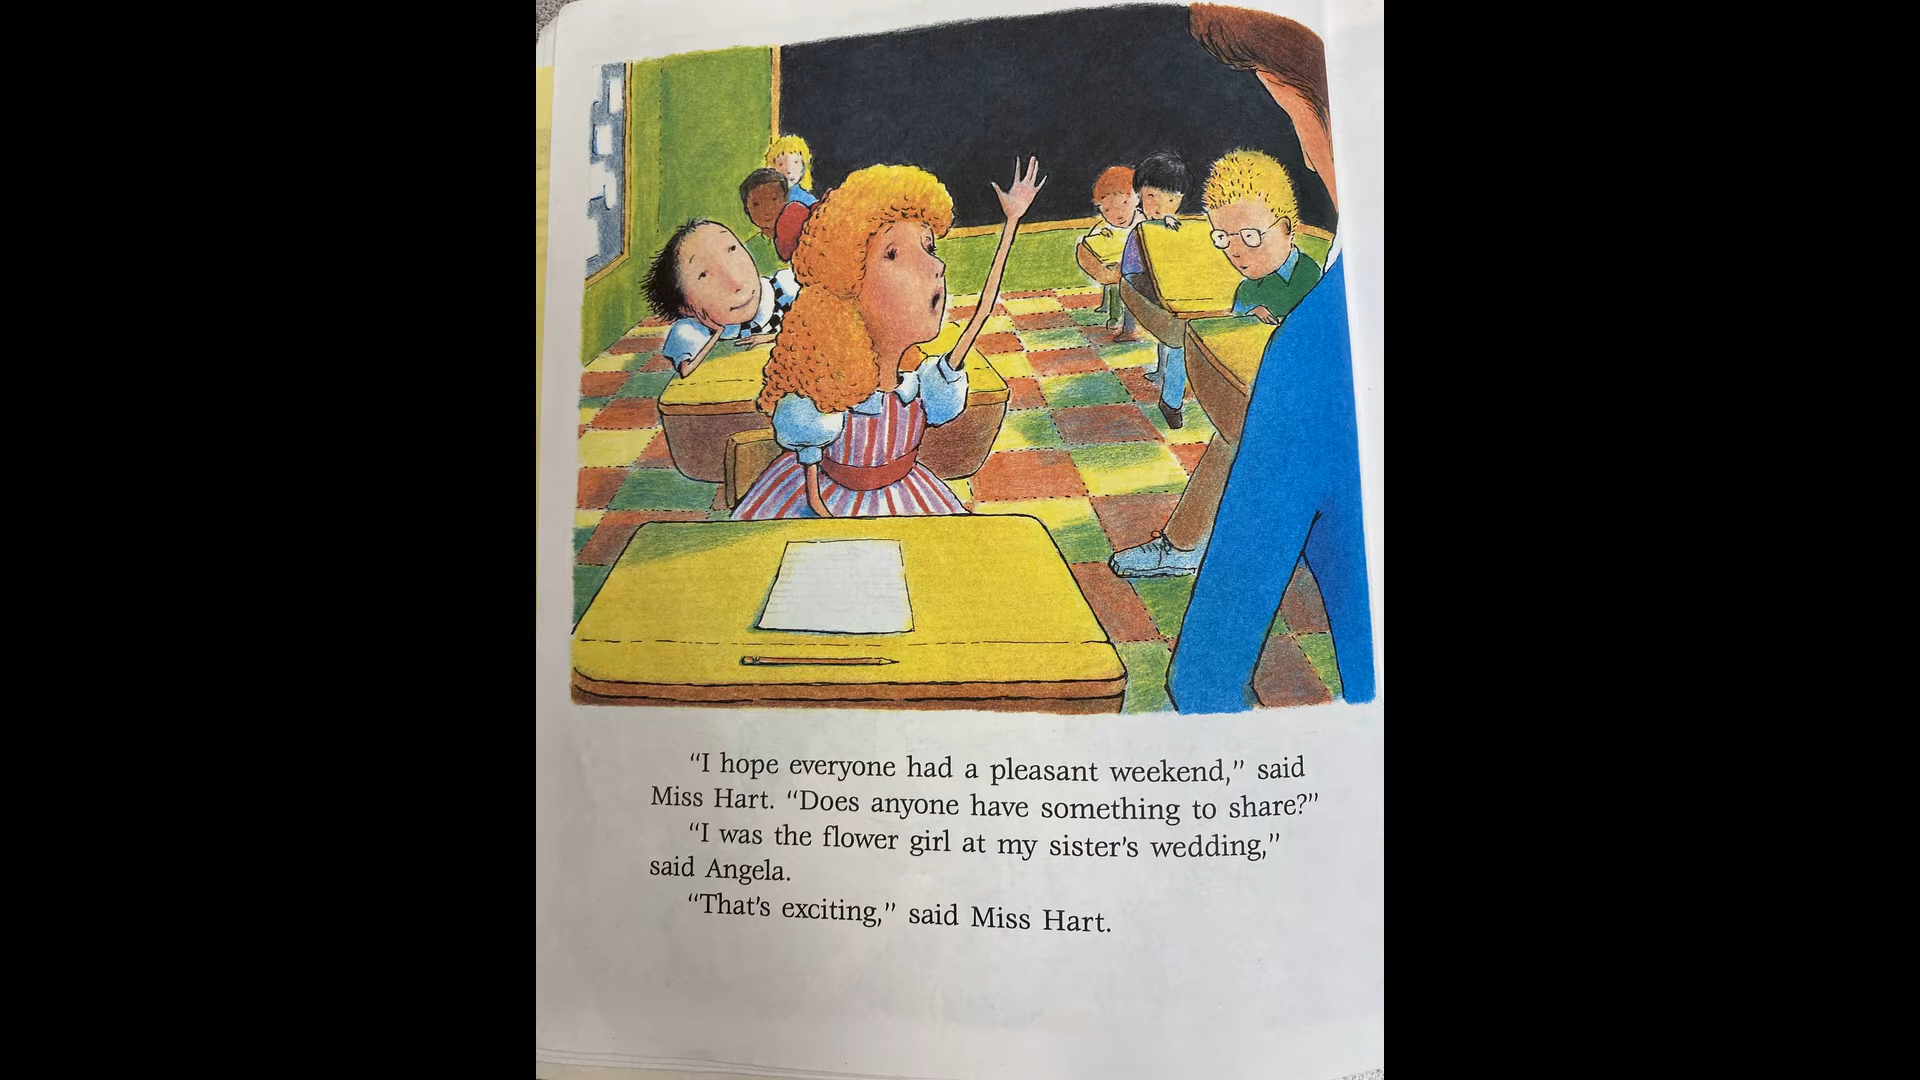 “I hope everyone had a pleasant weekend,” said
Miss Hart. “Does anyone have something to share?”
“I was the flower girl at my sister’s wedding,”
said Angela.
“That’s exciting,” said Miss Hart.